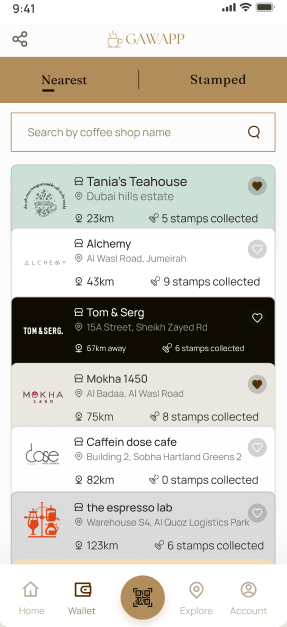 9:41
GAWAPP
Nearest
Stamped
Search by coffee shop name
Tania's Teahouse
Dubai hills estate
23km
5 stamps collected
Alchemy
Al Wasl Road, Jumeirah
ALCHEMY
43km
9 stamps collected
Tom & Serg
15A Street, Sheikh Zayed Rd
TOM & SERG.
67km away
6 stamps collected
Mokha 1450
Al Badaa, Al Wasl Road
MOKHA
1450
75km
8 stamps collected
Caffein dose cafe
Building 2, Sobha Hartland Greens 2
dose
82km
0 stamps collected
the espresso lab
Warehouse S4, Al Quoz Logistics Park
123km
6 stamps collected
Home
Wallet
Explore
Account